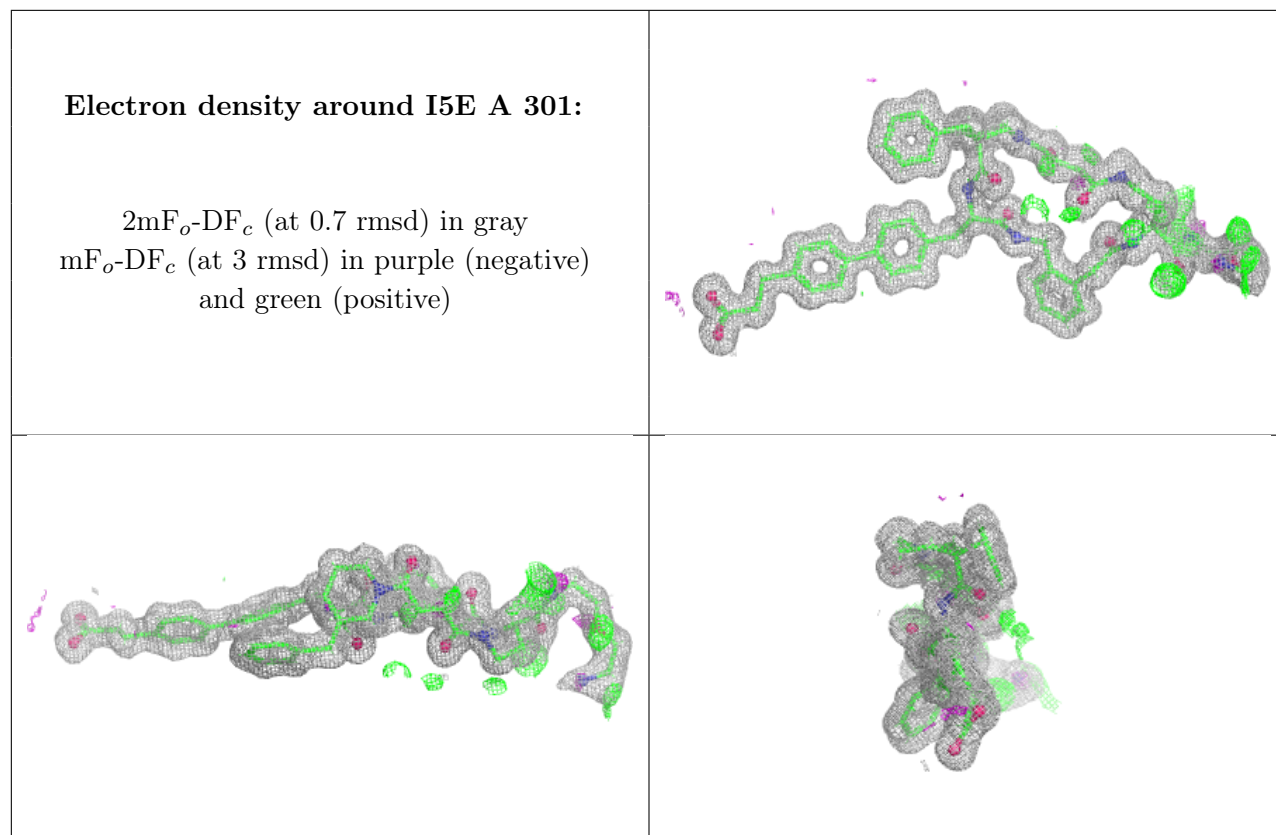 Electron density around I5E A 301:
2mFₒ-DF𝒸 (at 0.7 rmsd) in gray
mFₒ-DF𝒸 (at 3 rmsd) in purple (negative)
and green (positive)